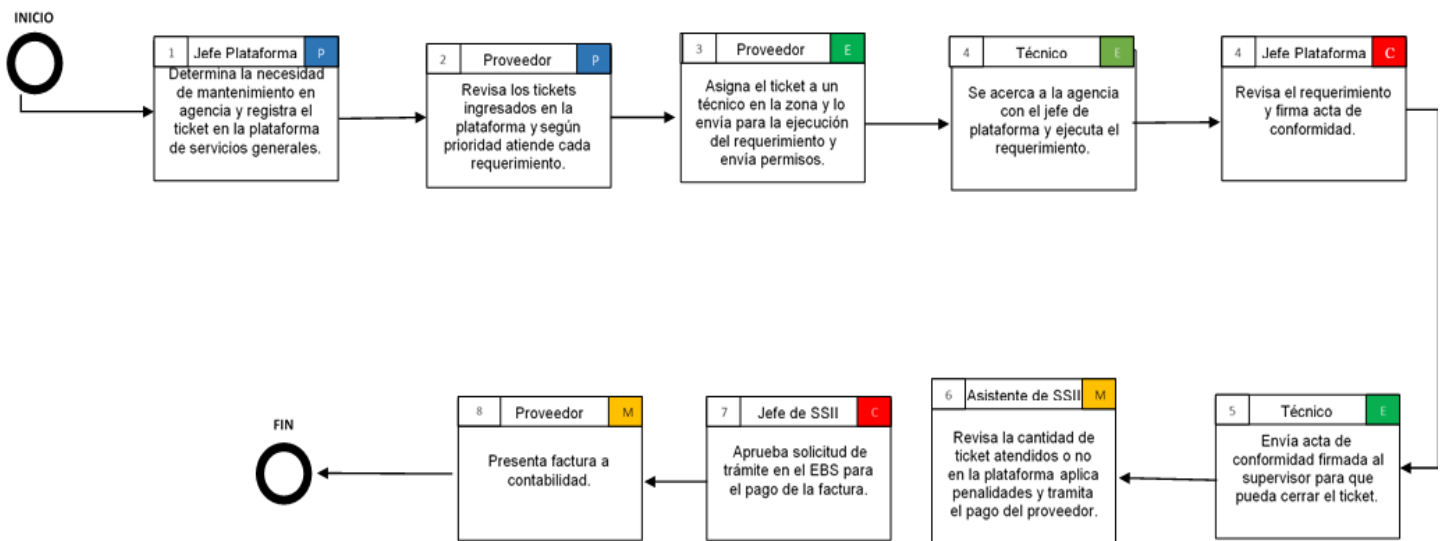 INICIO
1 Jefe Plataforma P
Determina la necesidad
de mantenimiento en
agencia y registra el
ticket en la plataforma
de servicios generales.
2 Proveedor P
Revisa los tickets
ingresados en la
plataforma y según
prioridad atiende cada
requerimiento.
3 Proveedor E
Asigna el ticket a un
técnico en la zona y lo
envía para la ejecución
del requerimiento y
envía permisos.
4 Técnico E
Se acerca a la agencia
con el jefe de
plataforma y ejecuta el
requerimiento.
4 Jefe Plataforma C
Revisa el requerimiento
y firma acta de
conformidad.
5 Técnico E
Envía acta de
conformidad firmada al
supervisor para que
pueda cerrar el ticket.
6 Asistente de SSII M
Revisa la cantidad de
ticket atendidos o no
en la plataforma aplica
penalidades y tramita
el pago del proveedor.
7 Jefe de SSII C
Aprueba solicitud de
trámite en el EBS para
el pago de la factura.
8 Proveedor M
Presenta factura a
contabilidad.
FIN